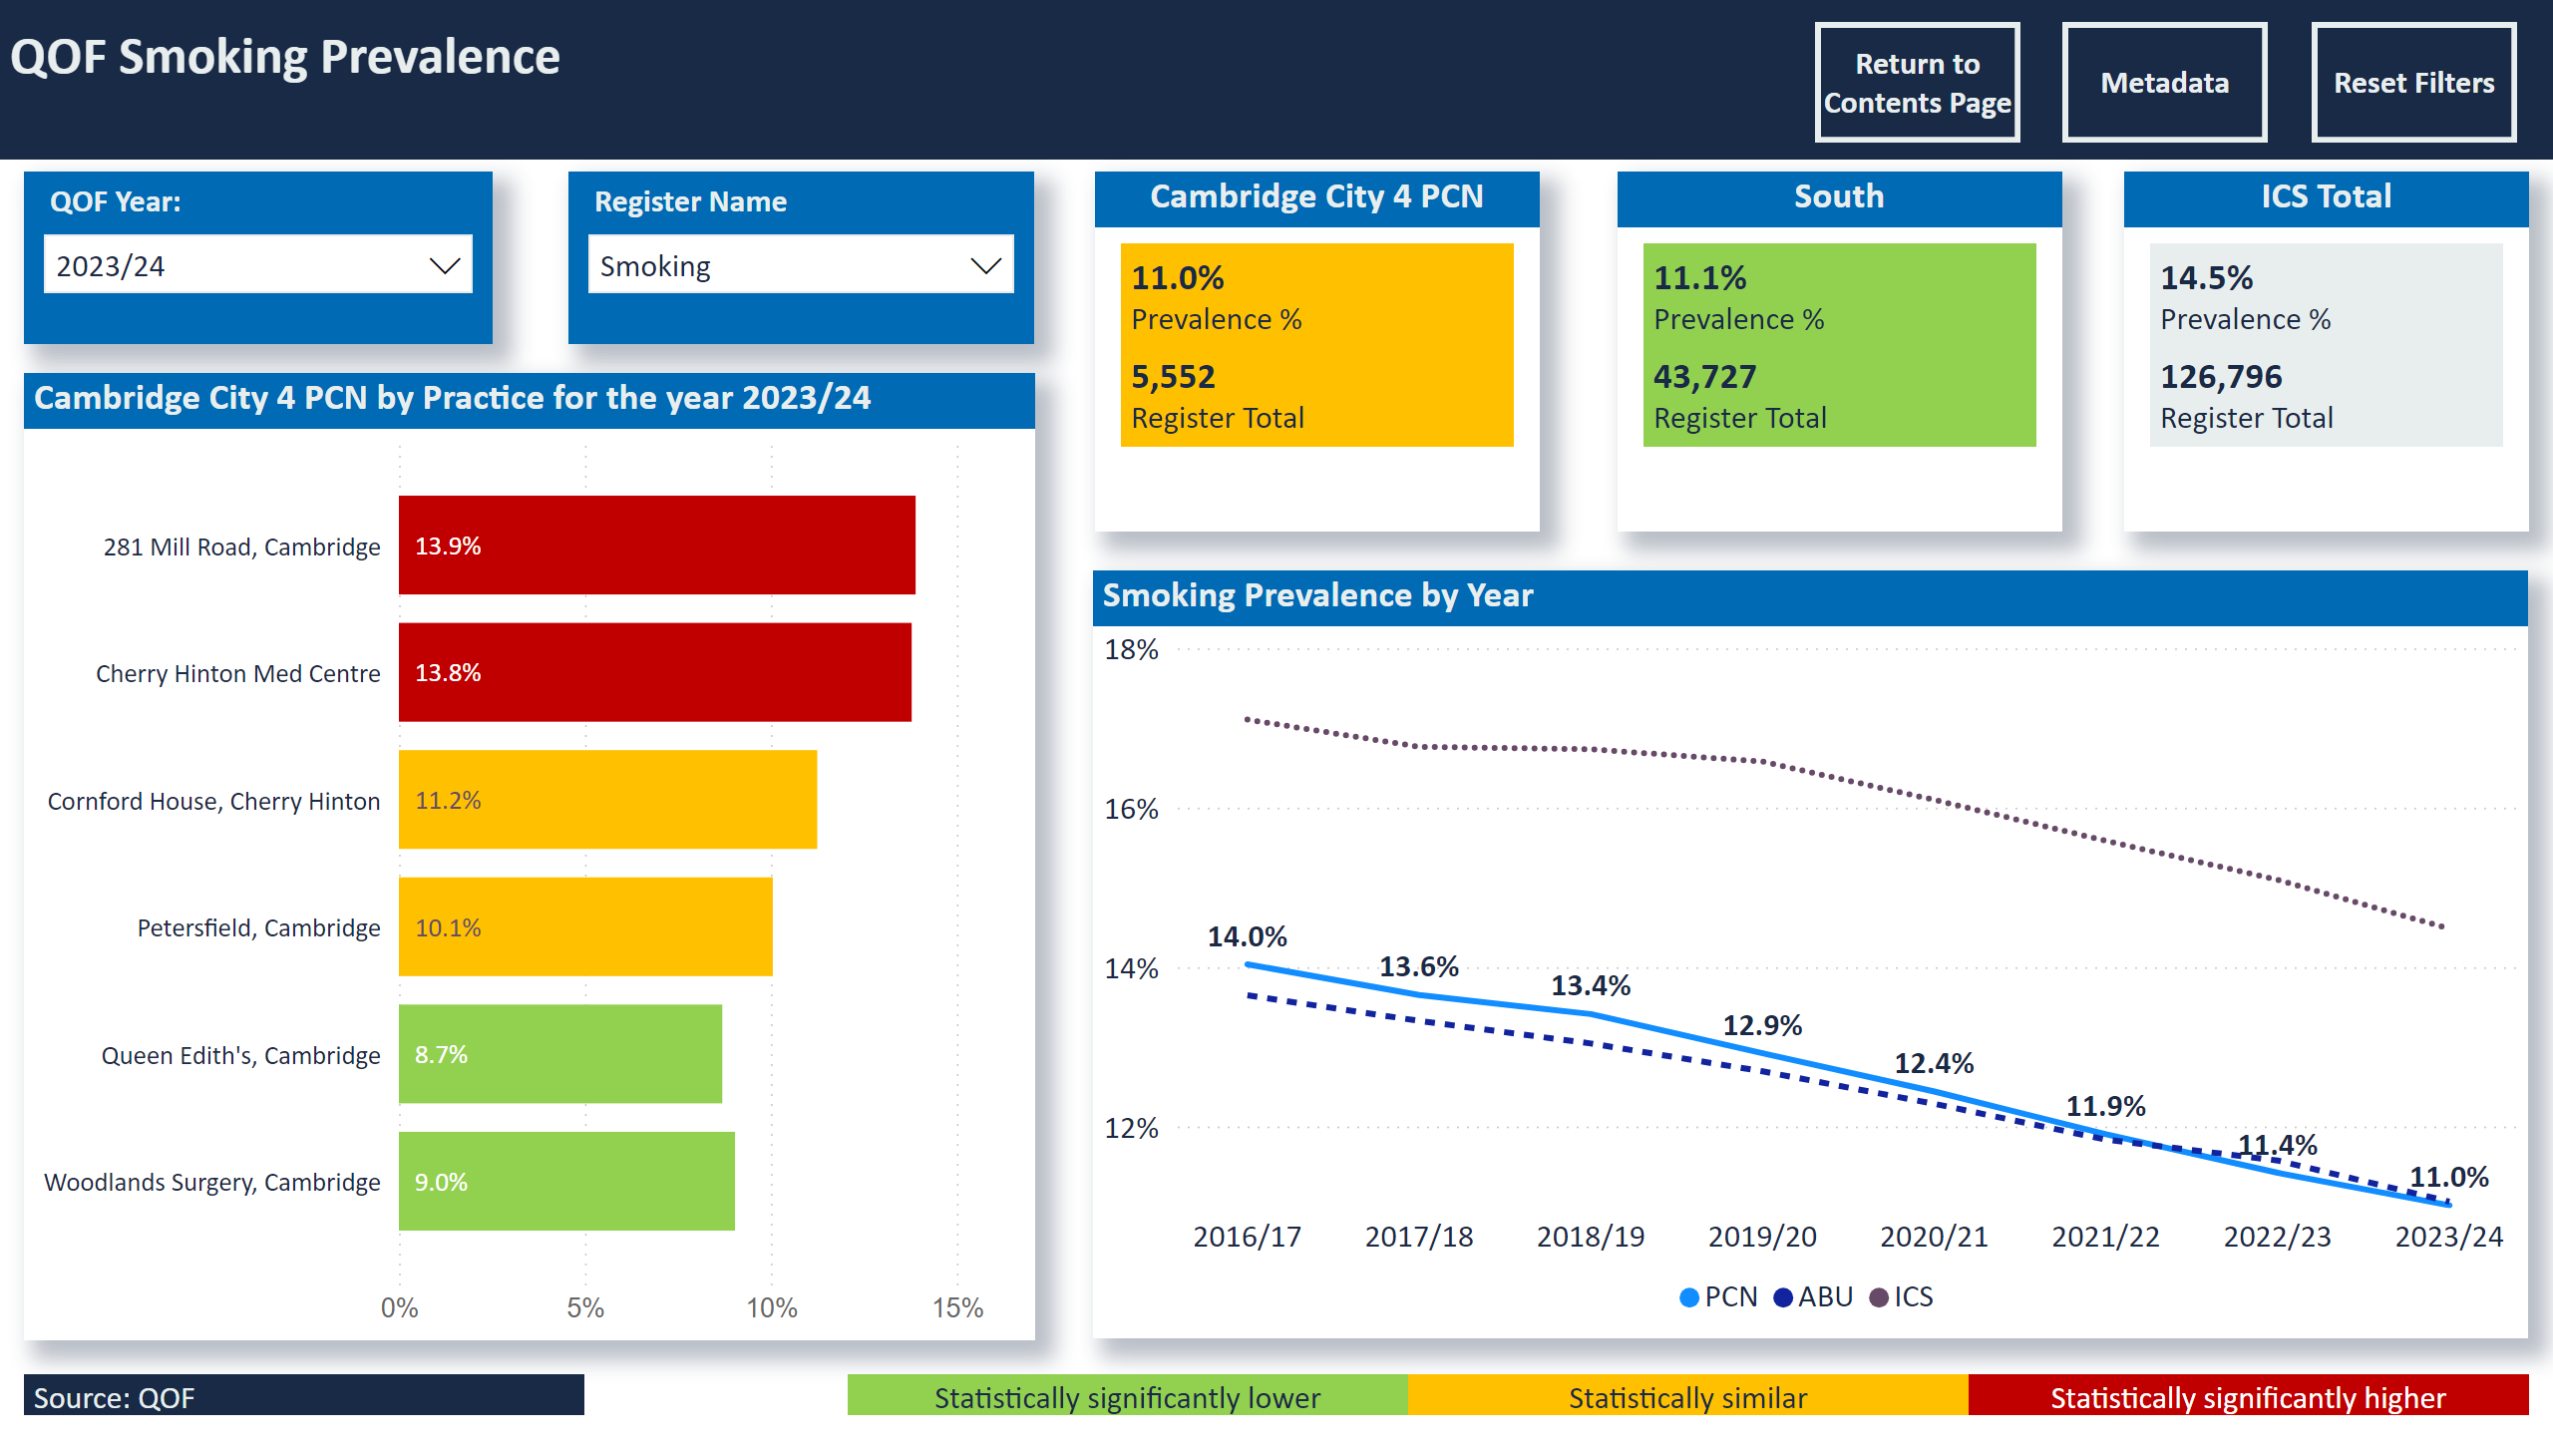 QOF Smoking Prevalence
Return to
Contents Page
Metadata
Reset Filters
QOF Year:
2023/24
Register Name
Smoking
Cambridge City 4 PCN
11.0%
Prevalence %
5,552
Register Total
South
11.1%
Prevalence %
43,727
Register Total
ICS Total
14.5%
Prevalence %
126,796
Register Total
Cambridge City 4 PCN by Practice for the year 2023/24
281 Mill Road, Cambridge 13.9%
Cherry Hinton Med Centre 13.8%
Cornford House, Cherry Hinton 11.2%
Petersfield, Cambridge 10.1%
Queen Edith's, Cambridge 8.7%
Woodlands Surgery, Cambridge 9.0%
0% 5% 10% 15%
Smoking Prevalence by Year
18%
16%
14%
12%
14.0%
13.6%
13.4%
12.9%
12.4%
11.9%
11.4%
11.0%
2016/17 2017/18 2018/19 2019/20 2020/21 2021/22 2022/23 2023/24
PCN ABU ICS
Source: QOF
Statistically significantly lower
Statistically similar
Statistically significantly higher